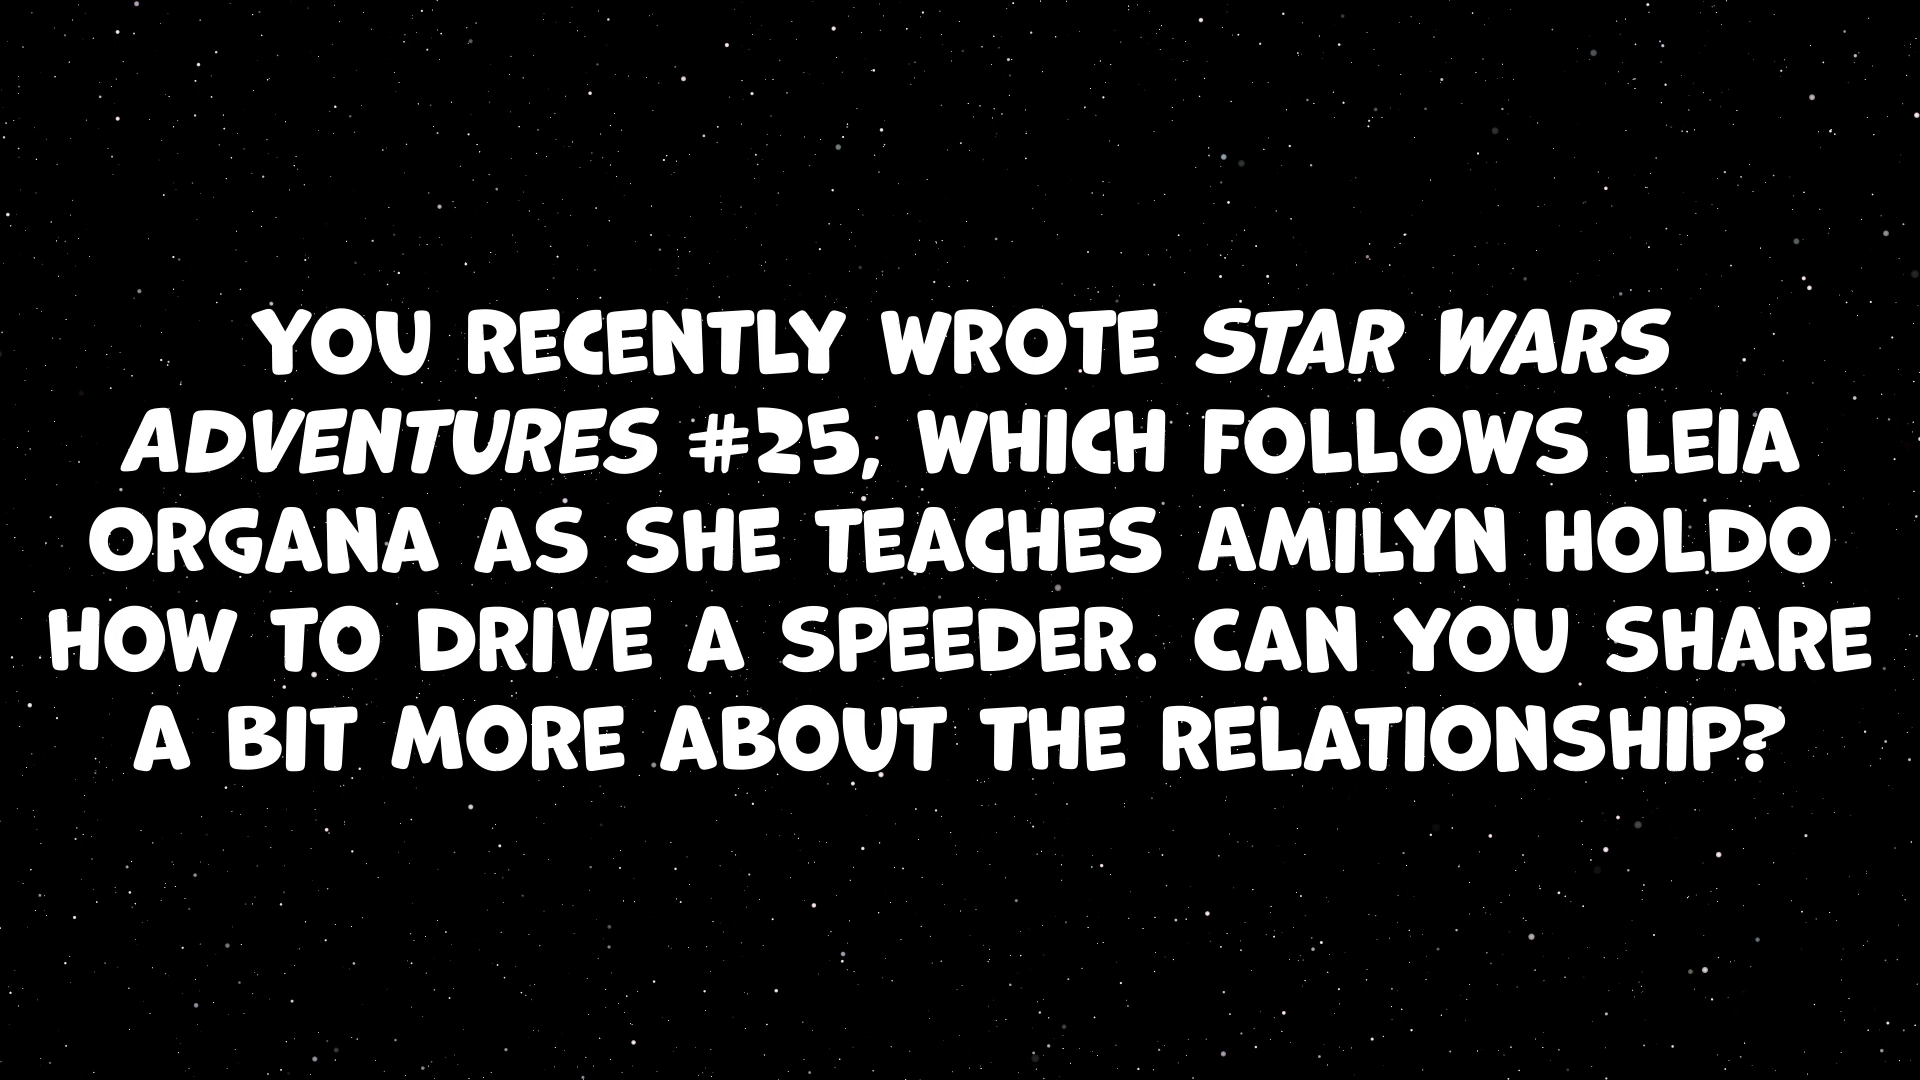 YOU RECENTLY WROTE STAR WARS
ADVENTURES #25, WHICH FOLLOWS LEIA
ORGANA AS SHE TEACHES AMILYN HOLDO
HOW TO DRIVE A SPEEDER. CAN YOU SHARE
A BIT MORE ABOUT THE RELATIONSHIP?